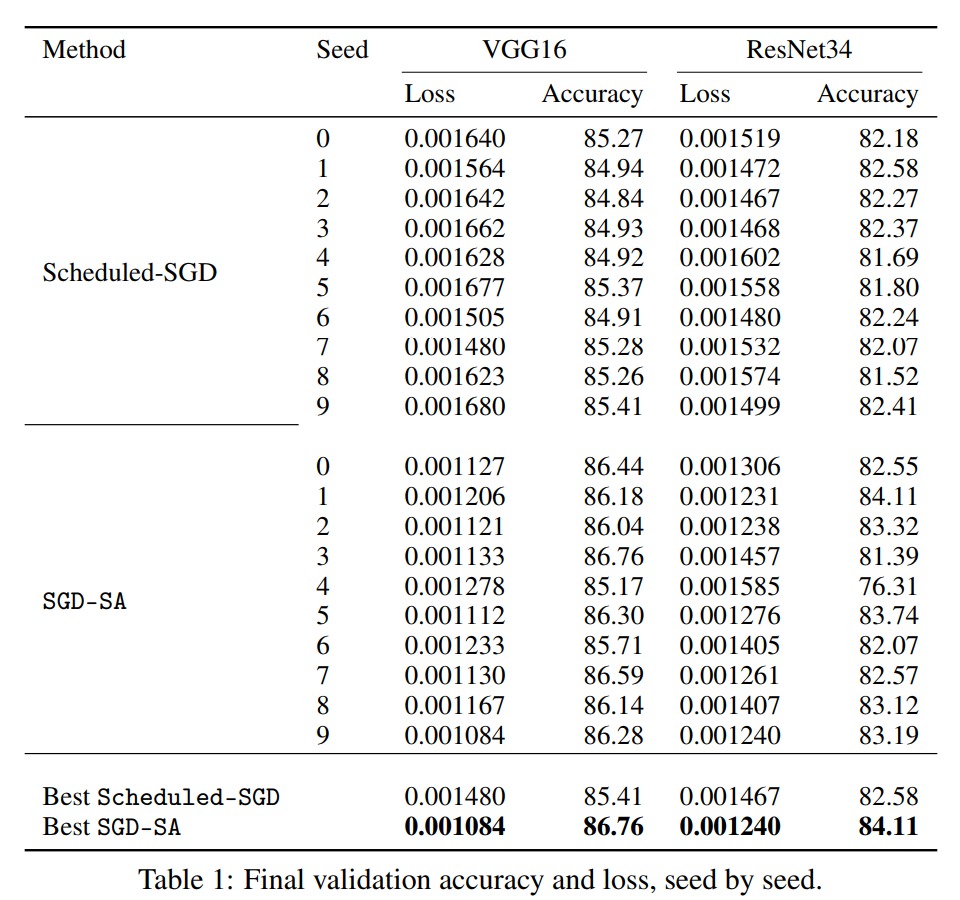 Method Seed VGG16 ResNet34
Loss Accuracy Loss Accuracy
0 0.001640 85.27 0.001519 82.18
1 0.001564 84.94 0.001472 82.58
2 0.001642 84.84 0.001467 82.27
3 0.001662 84.93 0.001468 82.37
4 0.001628 84.92 0.001602 81.69
Scheduled-SGD
5 0.001677 85.37 0.001558 81.80
6 0.001505 84.91 0.001480 82.24
7 0.001480 85.28 0.001532 82.07
8 0.001623 85.26 0.001574 81.52
9 0.001680 85.41 0.001499 82.41
0 0.001127 86.44 0.001306 82.55
1 0.001206 86.18 0.001231 84.11
2 0.001121 86.04 0.001238 83.32
3 0.001133 86.76 0.001457 81.39
4 0.001278 85.17 0.001585 76.31
SGD-SA
5 0.001112 86.30 0.001276 83.74
6 0.001233 85.71 0.001405 82.07
7 0.001130 86.59 0.001261 82.57
8 0.001167 86.14 0.001407 83.12
9 0.001084 86.28 0.001240 83.19
Best Scheduled-SGD 0.001480 85.41 0.001467 82.58
Best SGD-SA 0.001084 86.76 0.001240 84.11
Table 1: Final validation accuracy and loss, seed by seed.